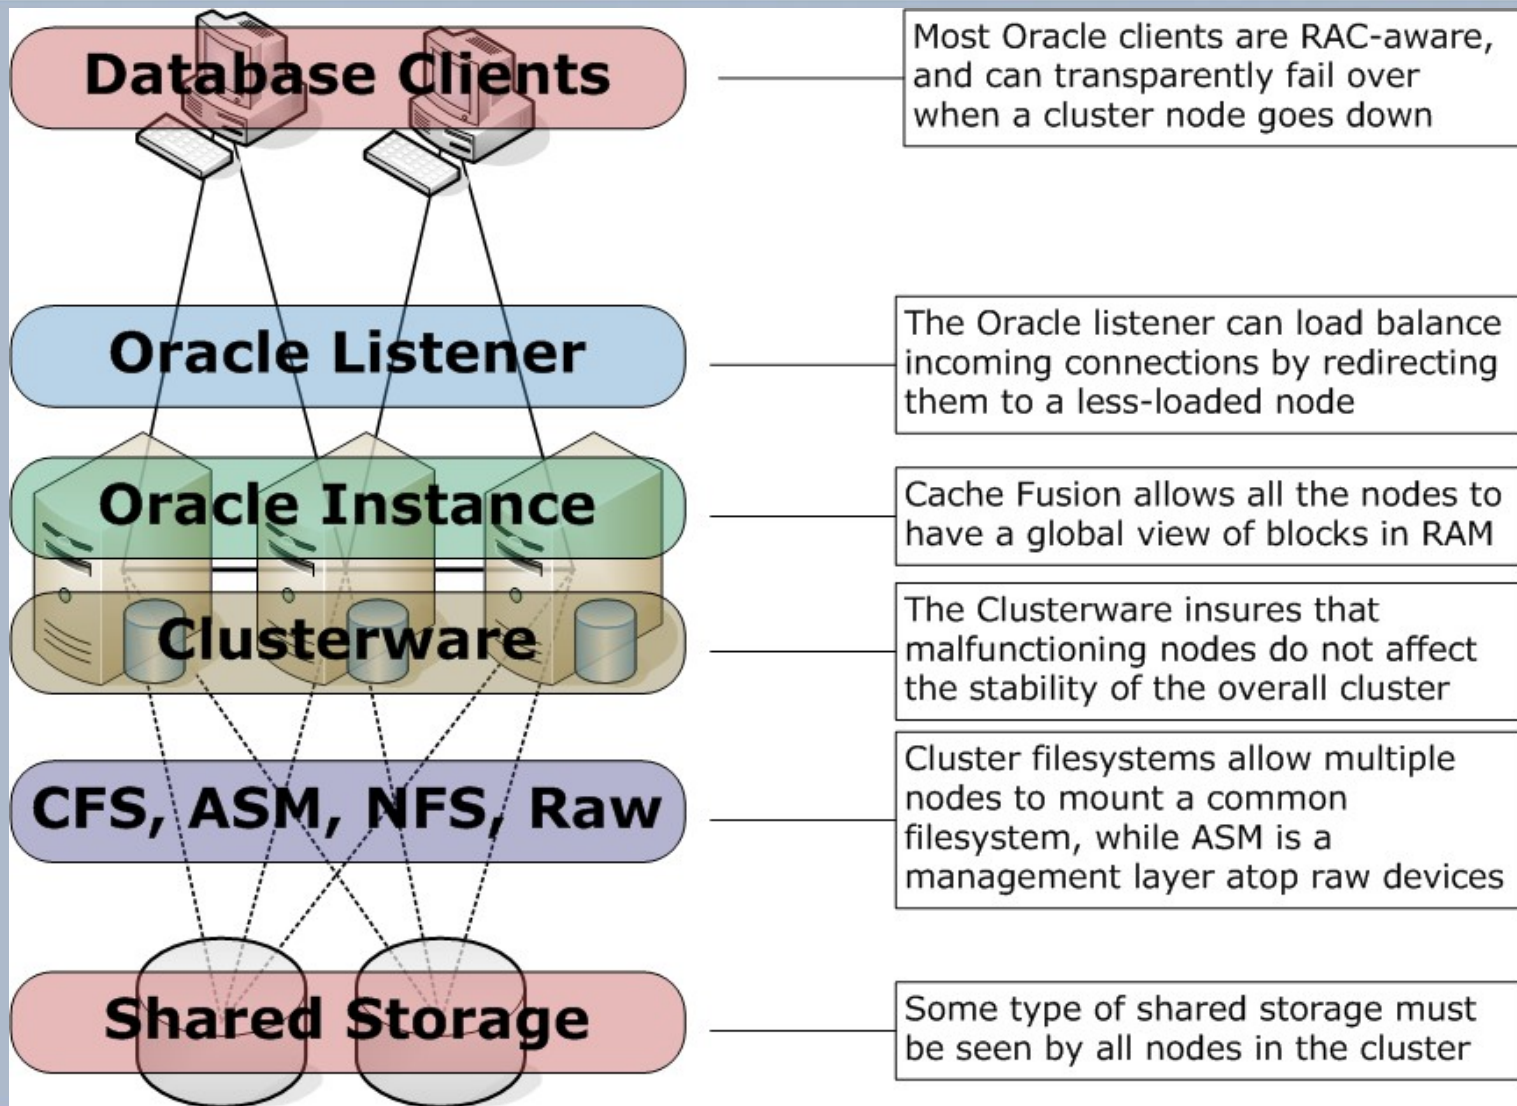 Database Clients
Most Oracle clients are RAC-aware,
and can transparently fail over
when a cluster node goes down
Oracle Listener
The Oracle listener can load balance
incoming connections by redirecting
them to a less-loaded node
Oracle Instance
Cache Fusion allows all the nodes to
have a global view of blocks in RAM
Clusterware
The Clusterware insures that
malfunctioning nodes do not affect
the stability of the overall cluster
CFS, ASM, NFS, Raw
Cluster filesystems allow multiple
nodes to mount a common
filesystem, while ASM is a
management layer atop raw devices
Shared Storage
Some type of shared storage must
be seen by all nodes in the cluster